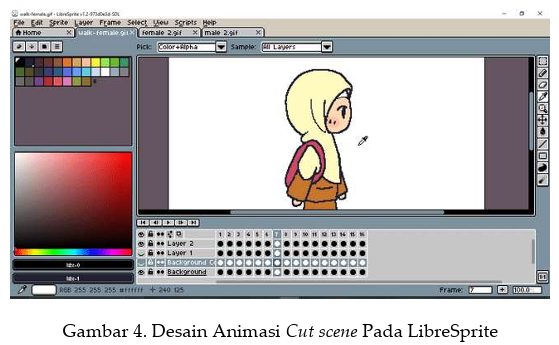 walk-female.gif - LibreSprite
File Edit Sprite Layer Frame Select View Scripts Help
Home walk-female.gif female 2.gif male 2.gif
Pick: Color+Alpha Sample: All Layers
1 2 3 4 5 6 7 8 9 10 11 12 13 14 15 16
Layer 2
Layer 1
Background
Background
Idx-0
Idx-1
RGB 255 255 255 #ffffff 240 125 Frame: 7 100.0
Gambar 4. Desain Animasi Cut scene Pada LibreSprite